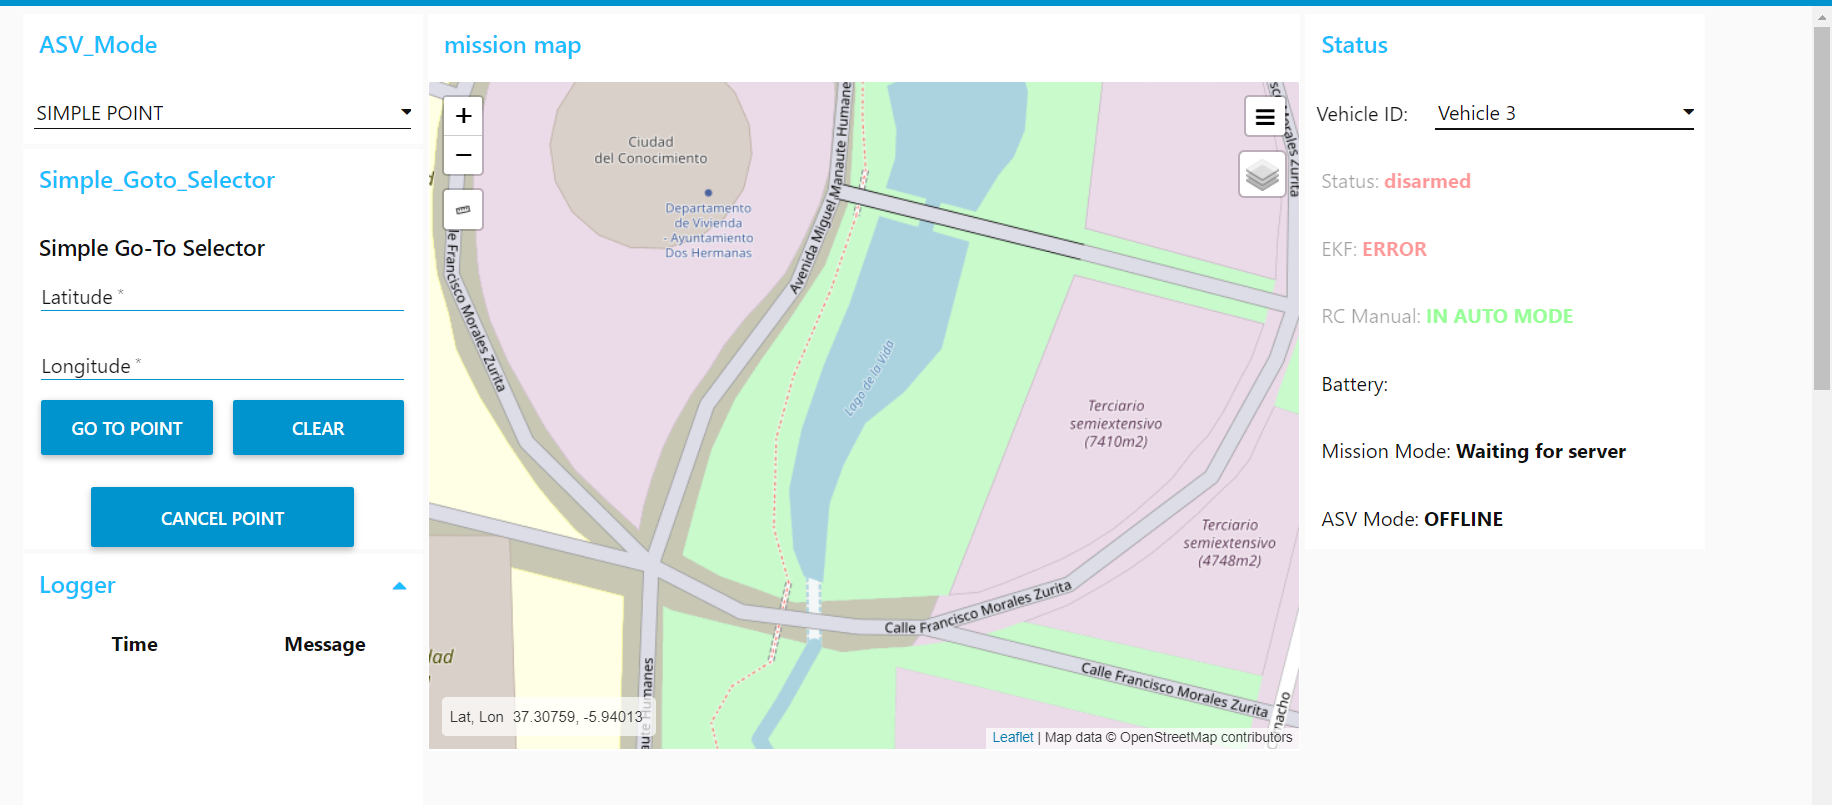 ASV_Mode
SIMPLE POINT
Simple_Goto_Selector
Simple Go-To Selector
Latitude *
Longitude *
GO TO POINT
CLEAR
CANCEL POINT
Logger
Time Message
mission map
+
−
Ciudad
del Conocimiento
Departamento
de Vivienda
- Ayuntamiento
Dos Hermanas
Avenida Miguel Manaute Humanes
Francisco Morales Zurita
Morales Zurita
Lago de la Vida
Terciario
semiextensivo
(7410m2)
Terciario
semiextensivo
(4748m2)
Calle Francisco Morales Zurita
Calle Francisco Morales Zurita
Humanes
Lat, Lon 37.30759, -5.94013
Leaflet | Map data © OpenStreetMap contributors
Status
Vehicle ID: Vehicle 3
Status: disarmed
EKF: ERROR
RC Manual: IN AUTO MODE
Battery:
Mission Mode: Waiting for server
ASV Mode: OFFLINE